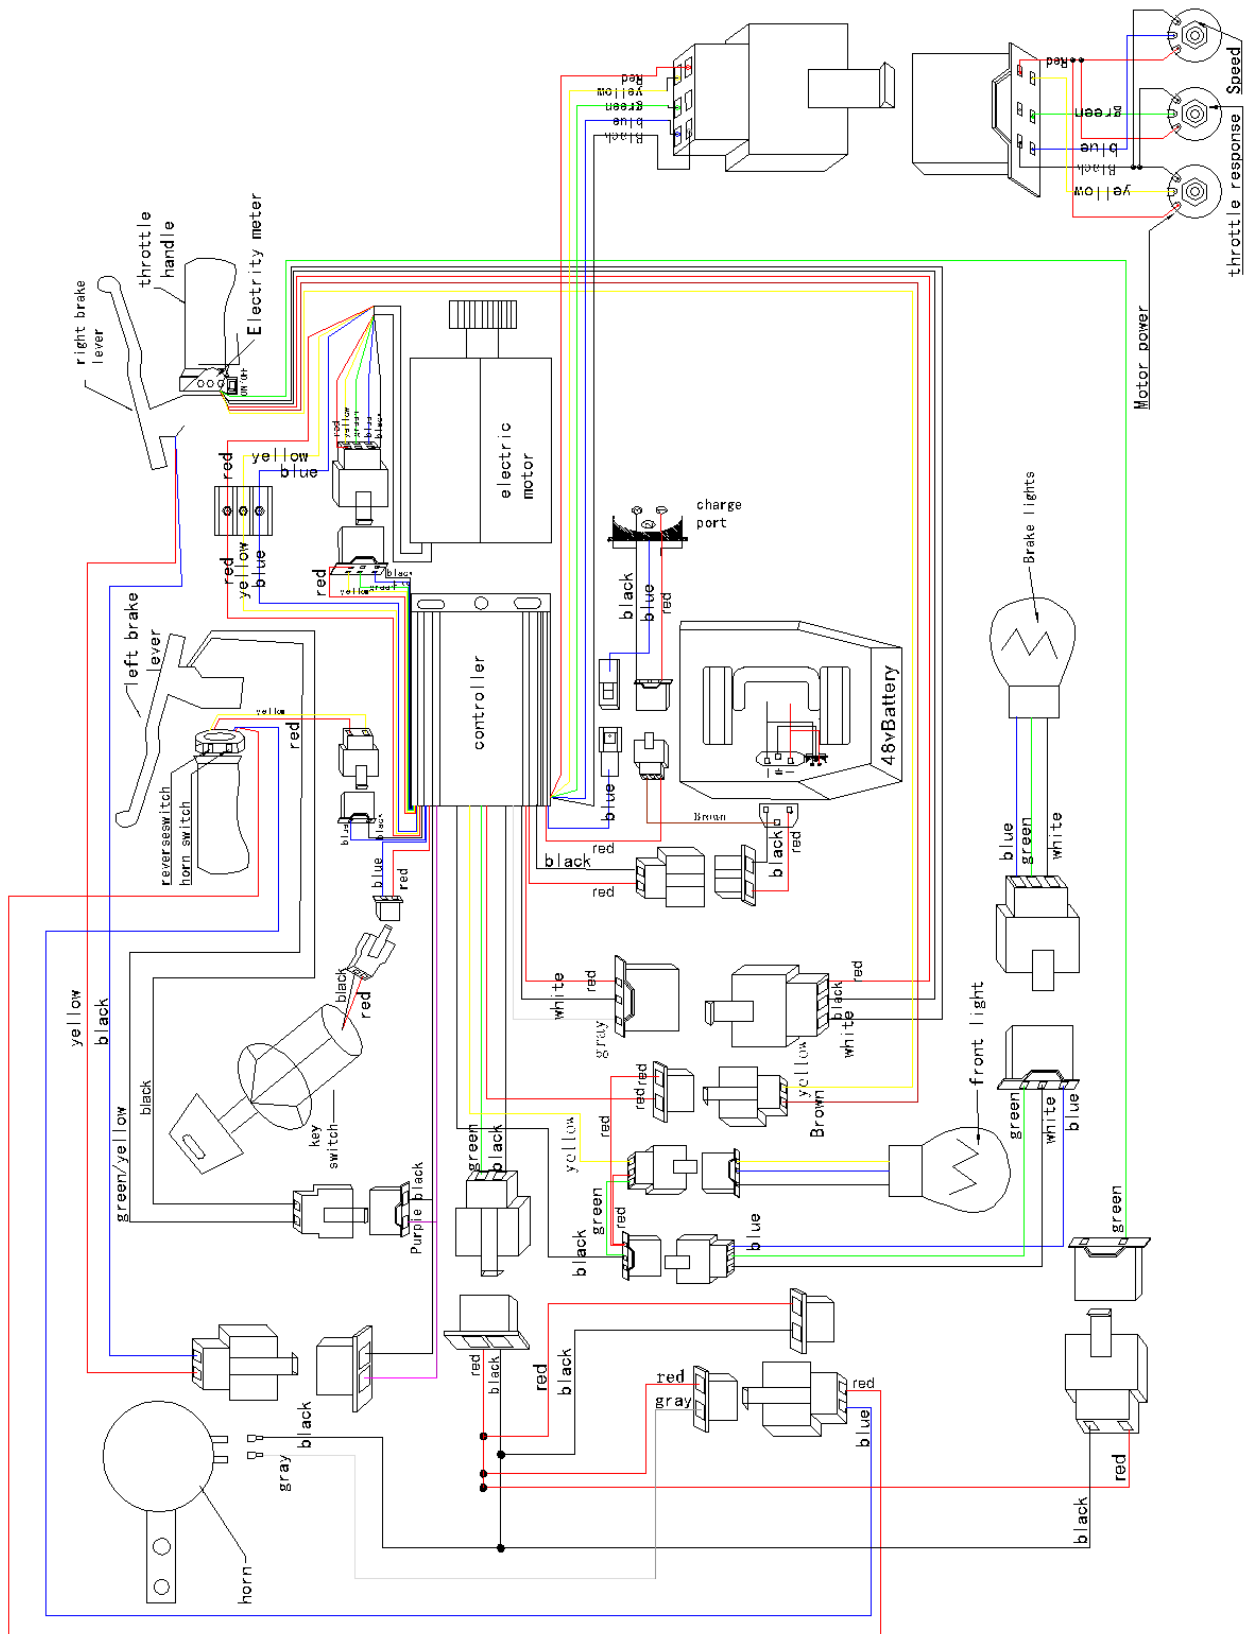 Speed
throttle response
Motor power
Red
yellow
green
blue
Black
Red
green
blue
Black
yellow
throttle
handle
Electrity meter
right brake
lever
ON/OFF
red
yellow
blue
red
yellow
green
blue
black
electric
motor
red
yellow
blue
red
yellow
green
black
charge
port
black
blue
red
Brake lights
left brake
lever
yellow
red
controller
48vBattery
reverseswitch
horn switch
blue
black
blue
red
blue
red
Brown
black
red
black
red
blue
green
white
yellow
black
black
red
white
red
gray
red
black
white
front light
green/yellow
black
key
switch
red
red
red
yellow
Brown
green
white
blue
green
black
yellow
Purple
black
green
red
black
blue
green
red
black
red
black
red
gray
red
blue
black
gray
horn
black
red